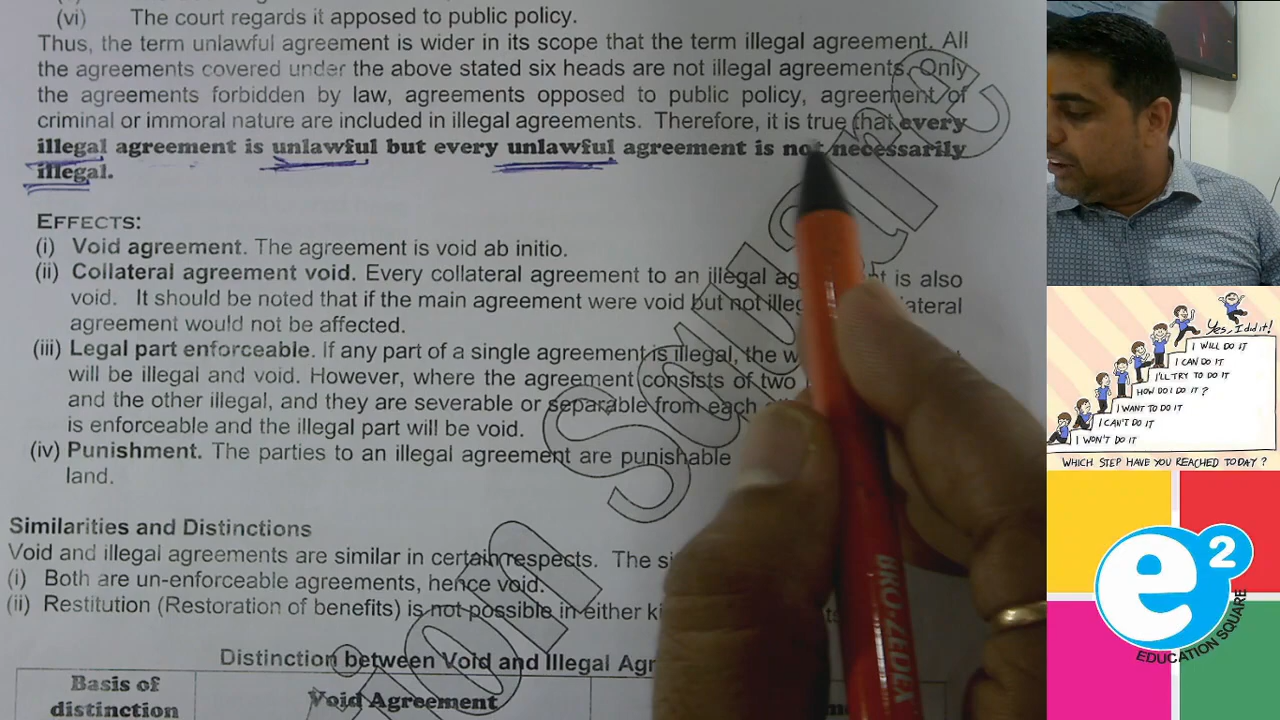 (vi) The court regards it apposed to public policy.
Thus, the term unlawful agreement is wider in its scope that the term illegal agreement. All
the agreements covered under the above stated six heads are not illegal agreements. Only
the agreements forbidden by law, agreements opposed to public policy, agreement of
criminal or immoral nature are included in illegal agreements. Therefore, it is true that every
illegal agreement is unlawful but every unlawful agreement is not necessarily
illegal.
EFFECTS:
(i) Void agreement. The agreement is void ab initio.
(ii) Collateral agreement void. Every collateral agreement to an illegal is also
void. It should be noted that if the main agreement were void but not
agreement would not be affected.
(iii) Legal part enforceable. If any part of a single agreement is illegal, the
will be illegal and void. However, where the agreement consists of two
and the other illegal, and they are severable or separable from each
is enforceable and the illegal part will be void.
(iv) Punishment. The parties to an illegal agreement are punishable
land.
Similarities and Distinctions
Void and illegal agreements are similar in certain respects. The
(i) Both are un-enforceable agreements, hence void.
(ii) Restitution (Restoration of benefits) is not possible in either
Distinction between Void and Illegal
Basis of
distinction
Void Agreement
Yes, I did it!
I WILL DO IT
I CAN DO IT
I'LL TRY TO DO IT
HOW DO I DO IT ?
I WANT TO DO IT
I CAN'T DO IT
I WON'T DO IT
WHICH STEP HAVE YOU REACHED TODAY ?
e2
EDUCATION SQUARE